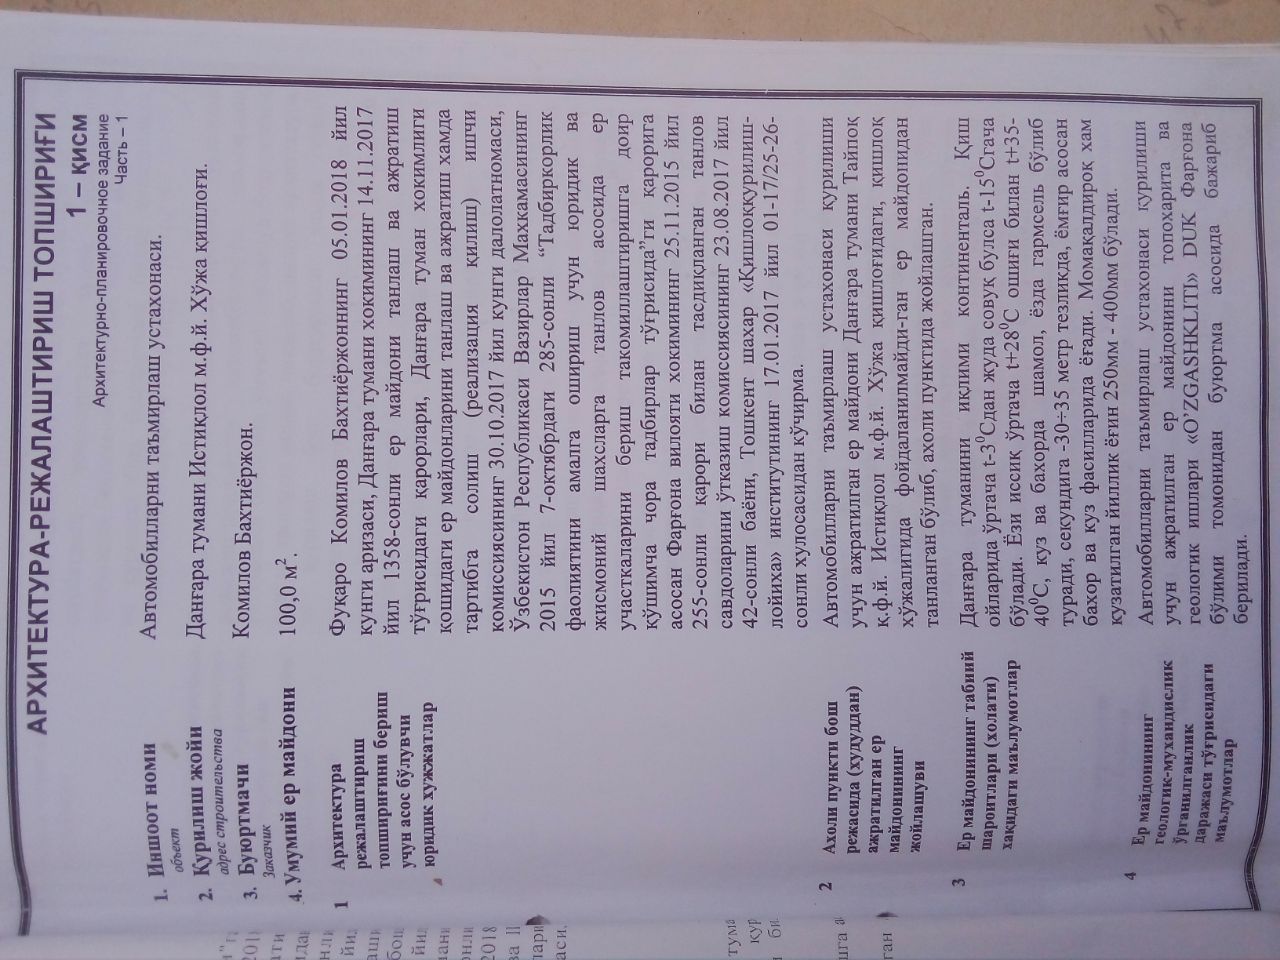 АРХИТЕКТУРА-РЕЖАЛАШТИРИШ ТОПШИРИҒИ
1 – ҚИСМ
Архитектурно-планировочное задание
Часть – 1
1. Иншоот номи
объект
Автомобилларни таъмирлаш устахонаси.
2. Қурилиш жойи
адрес строительства
Данғара тумани Истиқлол м.ф.й. Хўжа қишлоғи.
3. Буюртмачи
Заказчик
Комилов Бахтиёржон.
4. Умумий ер майдони
100,0 м².
1
Архитектура
режалаштириш
топшириғини бериш
учун асос бўлувчи
юридик хужжатлар
Фуқаро Комилов Бахтиёржоннинг 05.01.2018 йил
кунги аризаси, Данғара тумани хокимининг 14.11.2017
йил 1358-сонли ер майдони танлаш ва ажратиш
тўғрисидаги қарорлари, Данғара туман хокимлиги
қошидаги ер майдонларини танлаш ва ажратиш хамда
тартибга солиш (реализация қилиш) ишчи
комиссиясининг 30.10.2017 йил кунги далолатномаси,
Ўзбекистон Республикаси Вазирлар Махкамасининг
2015 йил 7-октябрдаги 285-сонли “Тадбиркорлик
фаолиятини амалга ошириш учун юридик ва
жисмоний шахсларга танлов асосида ер
участкаларини бериш такомиллаштиришга доир
қўшимча чора тадбирлар тўғрисида”ги қарорига
асосан Фарғона вилояти хокимининг 25.11.2015 йил
255-сонли қарори билан тасдиқланган танлов
савдоларини ўтказиш комиссиясининг 23.08.2017 йил
42-сонли баёни, Тошкент шахар «Қишлоққурилиш-
лойиха» институтининг 17.01.2017 йил 01-17/25-26-
сонли хулосасидан кўчирма.
2
Ахоли пункти бош
режасида (худуддан)
ажратилган ер
майдонининг
жойлашуви
Автомобилларни таъмирлаш устахонаси қурилиши
учун ажратилган ер майдони Данғара тумани Тайпоқ
қ.ф.й. Истиқлол м.ф.й. Хўжа қишлоғидаги, қишлоқ
хўжалигида фойдаланилмайди-ган ер майдонидан
танланган бўлиб, ахоли пунктида жойлашган.
3
Ер майдонининг табиий
шароитлари (холати)
хақидаги маълумотлар
Данғара туманини иқлими континенталь. Қиш
ойларида ўртача t-3⁰Сдан жуда совуқ булса t-15⁰Сгача
бўлади. Ёзи иссиқ ўртача t+28⁰С ошиғи билан t+35-
40⁰С, куз ва бахорда шамол, ёзда гармсель бўлиб
туради, секундига -30÷35 метр тезликда, ёмғир асосан
бахор ва куз фасилларида ёғади. Момакалдироқ хам
кузатилган йиллик ёғин 250мм - 400мм бўлади.
4
Ер майдонининг
геологик-мухандислик
ўрганилганлик
даражаси тўғрисидаги
маълумотлар
Автомобилларни таъмирлаш устахонаси қурилиши
учун ажратилган ер майдонини топохарита ва
геологик ишлари «O’ZGASHKLITI» DUK Фарғона
бўлими томонидан буюртма асосида бажариб
берилади.